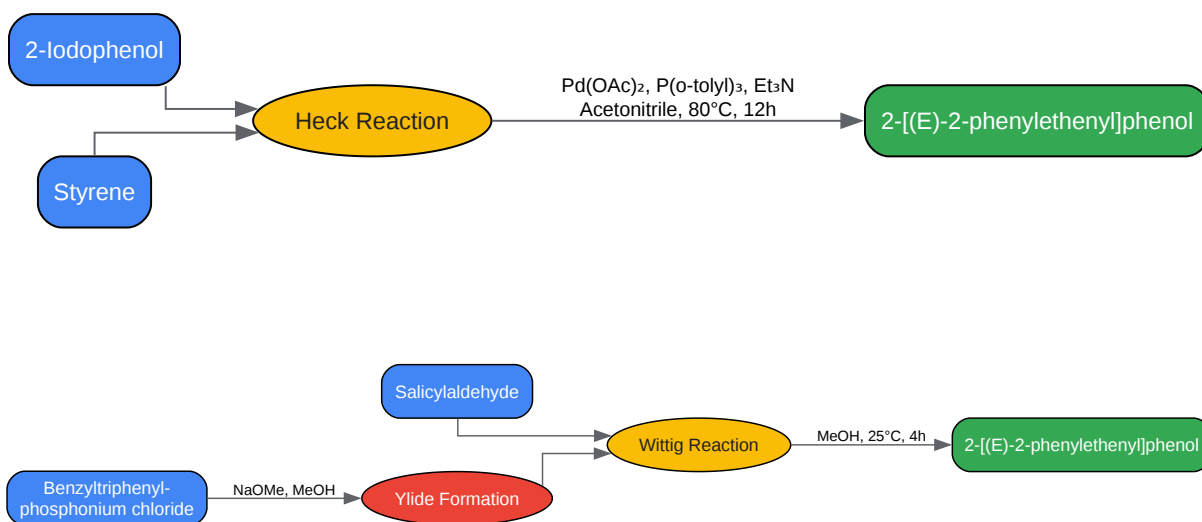 2-Iodophenol
Styrene
Heck Reaction
Pd(OAc)₂, P(o-tolyl)₃, Et₃N
Acetonitrile, 80°C, 12h
2-[(E)-2-phenylethenyl]phenol
Salicylaldehyde
Benzyltriphenyl-
phosphonium chloride
NaOMe, MeOH
Ylide Formation
Wittig Reaction
MeOH, 25°C, 4h
2-[(E)-2-phenylethenyl]phenol